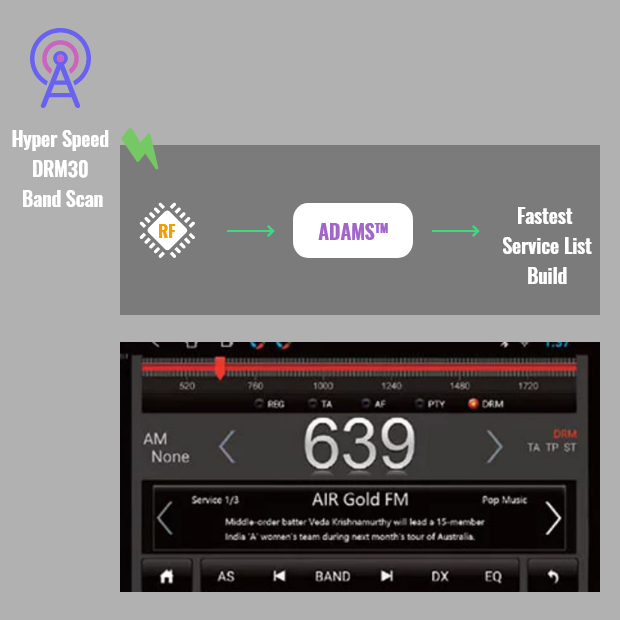 Hyper Speed
DRM30
Band Scan
RF
ADAMS™
Fastest
Service List
Build
1:37
520 760 1000 1240 1480 1720
REG TA AF PTY DRM
AM
None
639
DRM
TA TP ST
Service 1/3 AIR Gold FM Pop Music
Middle-order batter Veda Krishnamurthy will lead a 15-member
India 'A' women's team during next month's tour of Australia.
AS BAND DX EQ